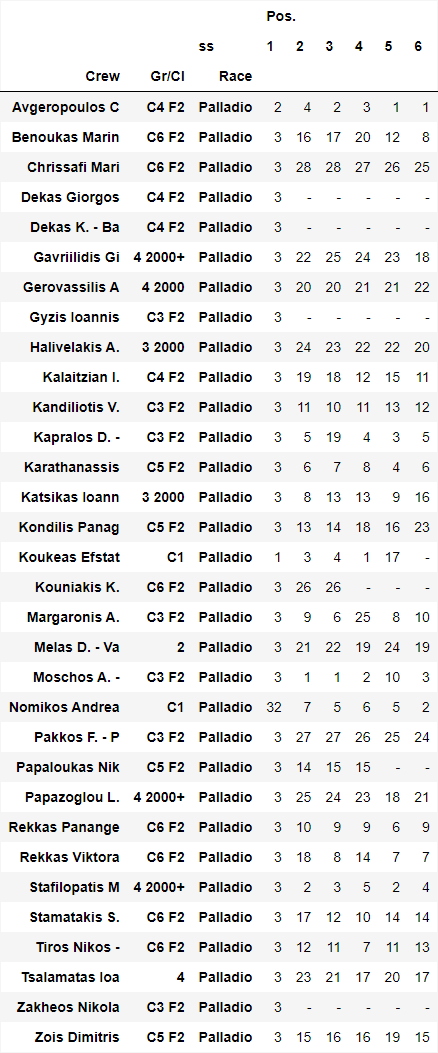 Pos.
ss 1 2 3 4 5 6
Crew Gr/Cl Race
Avgeropoulos C C4 F2 Palladio 2 4 2 3 1 1
Benoukas Marin C6 F2 Palladio 3 16 17 20 12 8
Chrissafi Mari C6 F2 Palladio 3 28 28 27 26 25
Dekas Giorgos C4 F2 Palladio 3 - - - - -
Dekas K. - Ba C4 F2 Palladio 3 - - - - -
Gavriilidis Gi 4 2000+ Palladio 3 22 25 24 23 18
Gerovassilis A 4 2000 Palladio 3 20 20 21 21 22
Gyzis Ioannis C3 F2 Palladio 3 - - - - -
Halivelakis A. 3 2000 Palladio 3 24 23 22 22 20
Kalaitzian I. C4 F2 Palladio 3 19 18 12 15 11
Kandiliotis V. C3 F2 Palladio 3 11 10 11 13 12
Kapralos D. - C3 F2 Palladio 3 5 19 4 3 5
Karathanassis C5 F2 Palladio 3 6 7 8 4 6
Katsikas Ioann 3 2000 Palladio 3 8 13 13 9 16
Kondilis Panag C5 F2 Palladio 3 13 14 18 16 23
Koukeas Efstat C1 Palladio 1 3 4 1 17 -
Kouniakis K. C6 F2 Palladio 3 26 26 - - -
Margaronis A. C3 F2 Palladio 3 9 6 25 8 10
Melas D. - Va 2 Palladio 3 21 22 19 24 19
Moschos A. - C3 F2 Palladio 3 1 1 2 10 3
Nomikos Andrea C1 Palladio 32 7 5 6 5 2
Pakkos F. - P C3 F2 Palladio 3 27 27 26 25 24
Papaloukas Nik C5 F2 Palladio 3 14 15 15 - -
Papazoglou L. 4 2000+ Palladio 3 25 24 23 18 21
Rekkas Panange C6 F2 Palladio 3 10 9 9 6 9
Rekkas Viktora C6 F2 Palladio 3 18 8 14 7 7
Stafilopatis M 4 2000+ Palladio 3 2 3 5 2 4
Stamatakis S. C6 F2 Palladio 3 17 12 10 14 14
Tiros Nikos - C6 F2 Palladio 3 12 11 7 11 13
Tsalamatas Ioa 4 Palladio 3 23 21 17 20 17
Zakheos Nikola C3 F2 Palladio 3 - - - - -
Zois Dimitris C5 F2 Palladio 3 15 16 16 19 15